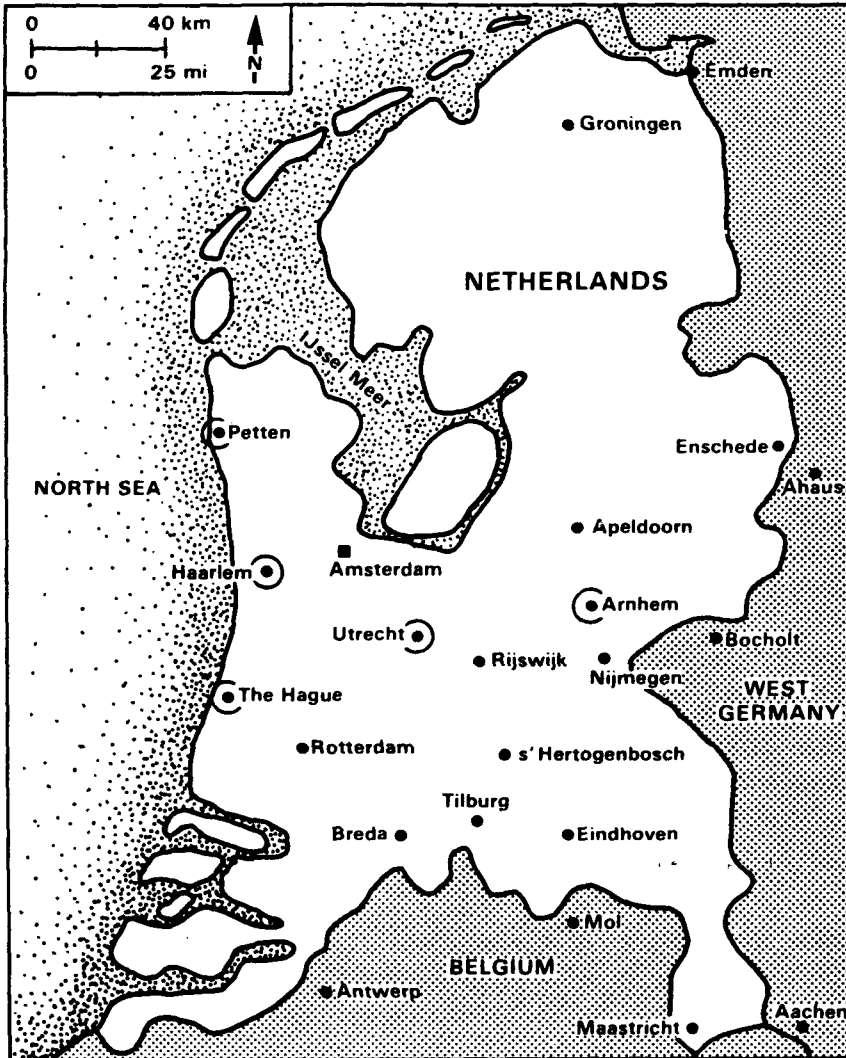 0 40 km
0 25 mi
N
Emden
Groningen
NETHERLANDS
IJssel Meer
Petten
Enschede
NORTH SEA
Ahaus
Apeldoorn
Amsterdam
Haarlem
Arnhem
Utrecht
Bocholt
Rijswijk
Nijmegen
The Hague
WEST
GERMANY
Rotterdam
s' Hertogenbosch
Tilburg
Breda
Eindhoven
Mol
BELGIUM
Antwerp
Maastricht
Aachen